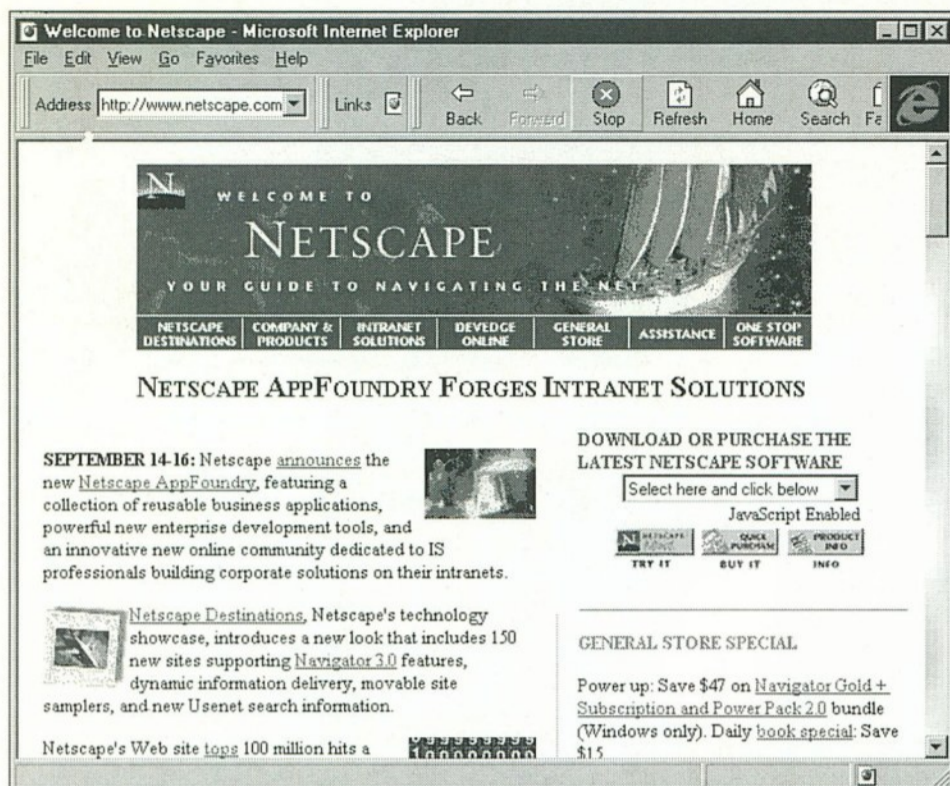 Welcome to Netscape - Microsoft Internet Explorer
File Edit View Go Favorites Help
Address http://www.netscape.com Links Back Forward Stop Refresh Home Search Fa
N WELCOME TO
NETSCAPE
YOUR GUIDE TO NAVIGATING THE NET
NETSCAPE DESTINATIONS COMPANY & PRODUCTS INTRANET SOLUTIONS DEVEDGE ONLINE GENERAL STORE ASSISTANCE ONE STOP SOFTWARE
NETSCAPE APPFOUNDRY FORGES INTRANET SOLUTIONS
SEPTEMBER 14-16: Netscape announces the
new Netscape AppFoundry, featuring a
collection of reusable business applications,
powerful new enterprise development tools, and
an innovative new online community dedicated to IS
professionals building corporate solutions on their intranets.
Netscape Destinations, Netscape's technology
showcase, introduces a new look that includes 150
new sites supporting Navigator 3.0 features,
dynamic information delivery, movable site
samplers, and new Usenet search information.
Netscape's Web site tops 100 million hits a
DOWNLOAD OR PURCHASE THE
LATEST NETSCAPE SOFTWARE
Select here and click below
JavaScript Enabled
N NETSCAPE QUICK PURCHASE PRODUCT INFO
TRY IT BUY IT INFO
GENERAL STORE SPECIAL
Power up: Save $47 on Navigator Gold +
Subscription and Power Pack 2.0 bundle
(Windows only). Daily book special: Save
$15